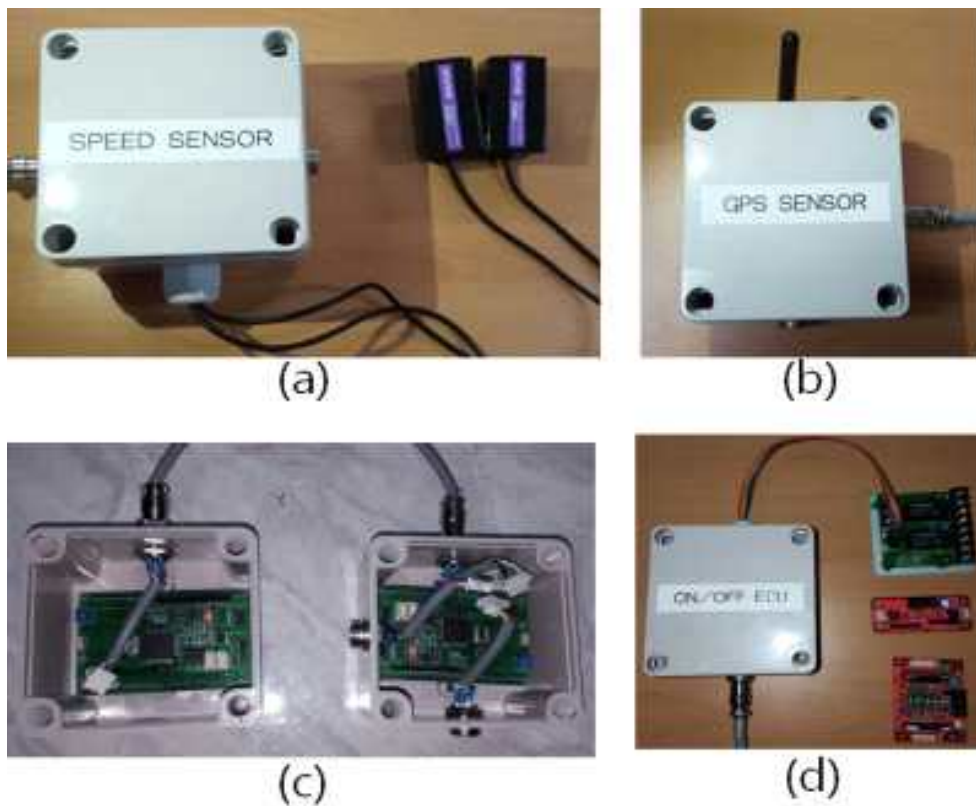 SPEED SENSOR
(a)
GPS SENSOR
(b)
(c)
ON/OFF ECU
(d)